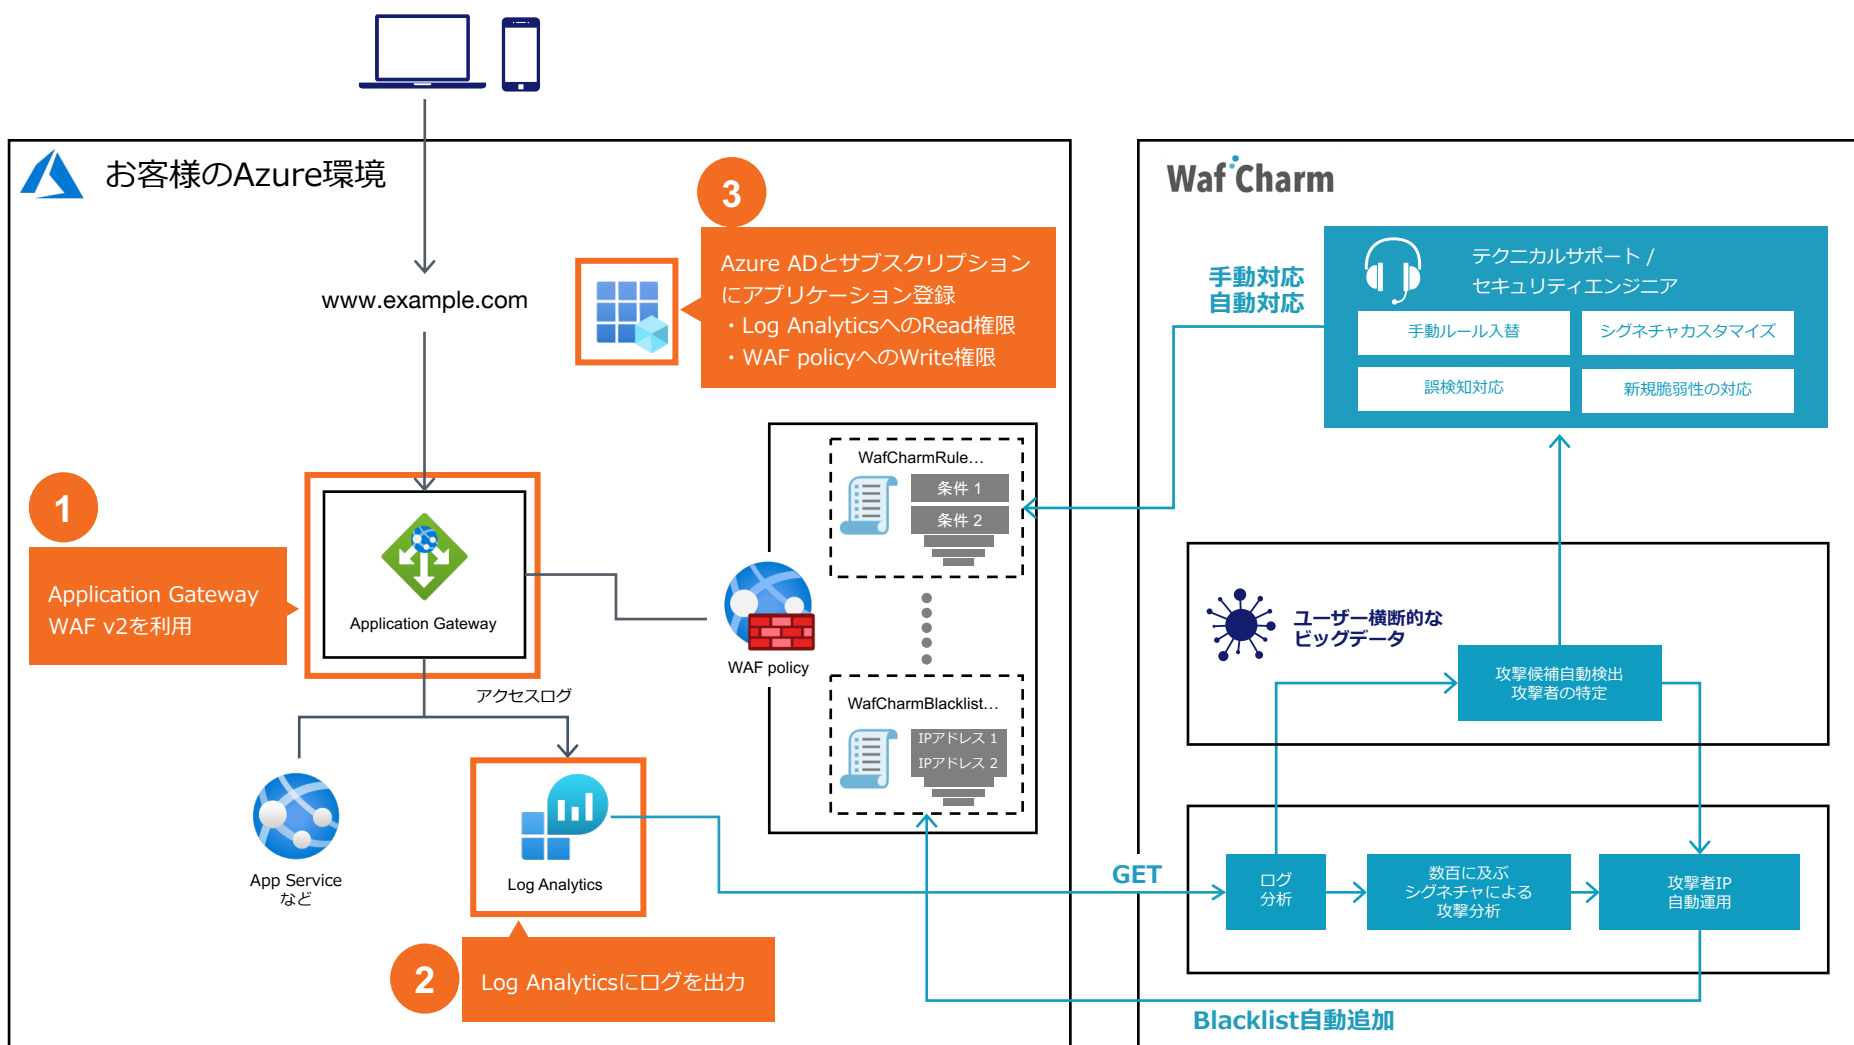 お客様のAzure環境
www.example.com
3
Azure ADとサブスクリプション
にアプリケーション登録
・Log AnalyticsへのRead権限
・WAF policyへのWrite権限
1
Application Gateway
WAF v2を利用
Application Gateway
アクセスログ
App Service
など
Log Analytics
2
Log Analyticsにログを出力
WAF policy
WafCharmRule…
条件 1
条件 2
WafCharmBlacklist…
IPアドレス 1
IPアドレス 2
WafCharm
手動対応
自動対応
テクニカルサポート /
セキュリティエンジニア
手動ルール入替
シグネチャカスタマイズ
誤検知対応
新規脆弱性の対応
ユーザー横断的な
ビッグデータ
攻撃候補自動検出
攻撃者の特定
GET
ログ
分析
数百に及ぶ
シグネチャによる
攻撃分析
攻撃者IP
自動運用
Blacklist自動追加